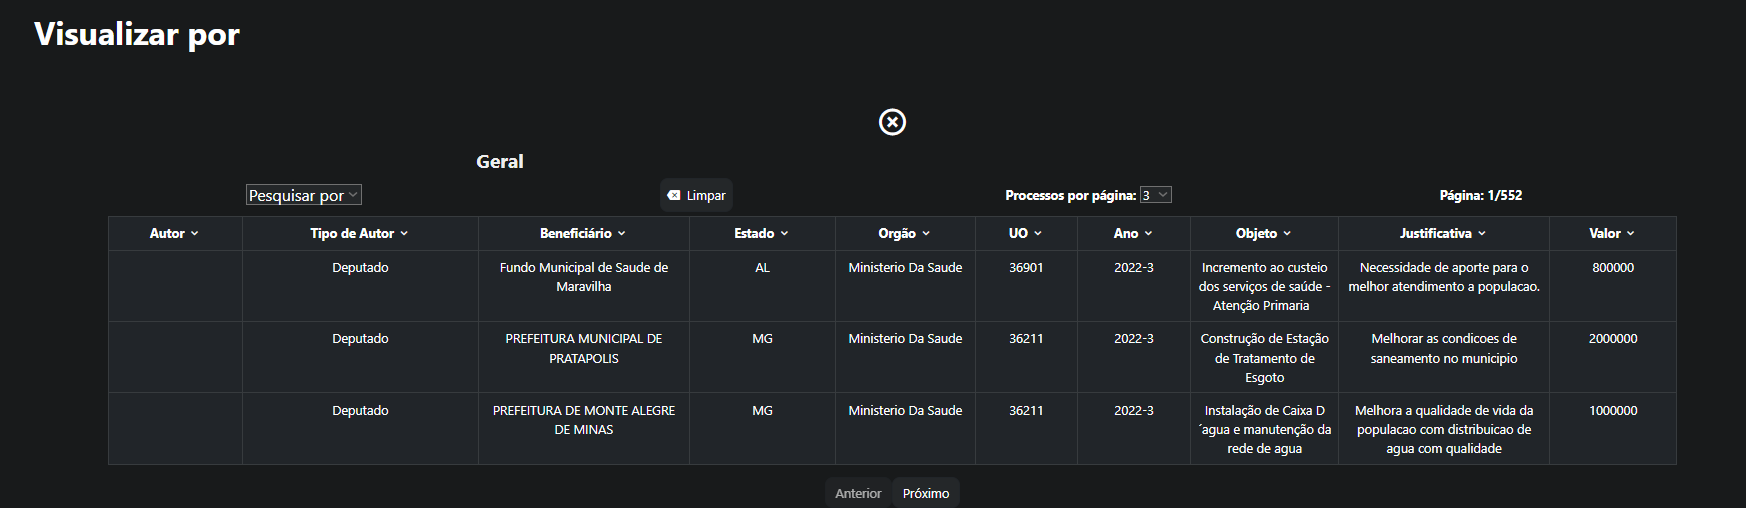 Visualizar por
Geral
Pesquisar por
Limpar
Processos por página: 3
Página: 1/552
Autor Tipo de Autor Beneficiário Estado Orgão UO Ano Objeto Justificativa Valor
Deputado
Fundo Municipal de Saude de
Maravilha
AL
Ministerio Da Saude
36901
2022-3
Incremento ao custeio
dos serviços de saúde -
Atenção Primaria
Necessidade de aporte para o
melhor atendimento a populacao.
800000
Deputado
PREFEITURA MUNICIPAL DE
PRATAPOLIS
MG
Ministerio Da Saude
36211
2022-3
Construção de Estação
de Tratamento de
Esgoto
Melhorar as condicoes de
saneamento no municipio
2000000
Deputado
PREFEITURA DE MONTE ALEGRE
DE MINAS
MG
Ministerio Da Saude
36211
2022-3
Instalação de Caixa D
´agua e manutenção da
rede de agua
Melhora a qualidade de vida da
populacao com distribuicao de
agua com qualidade
1000000
Anterior
Próximo